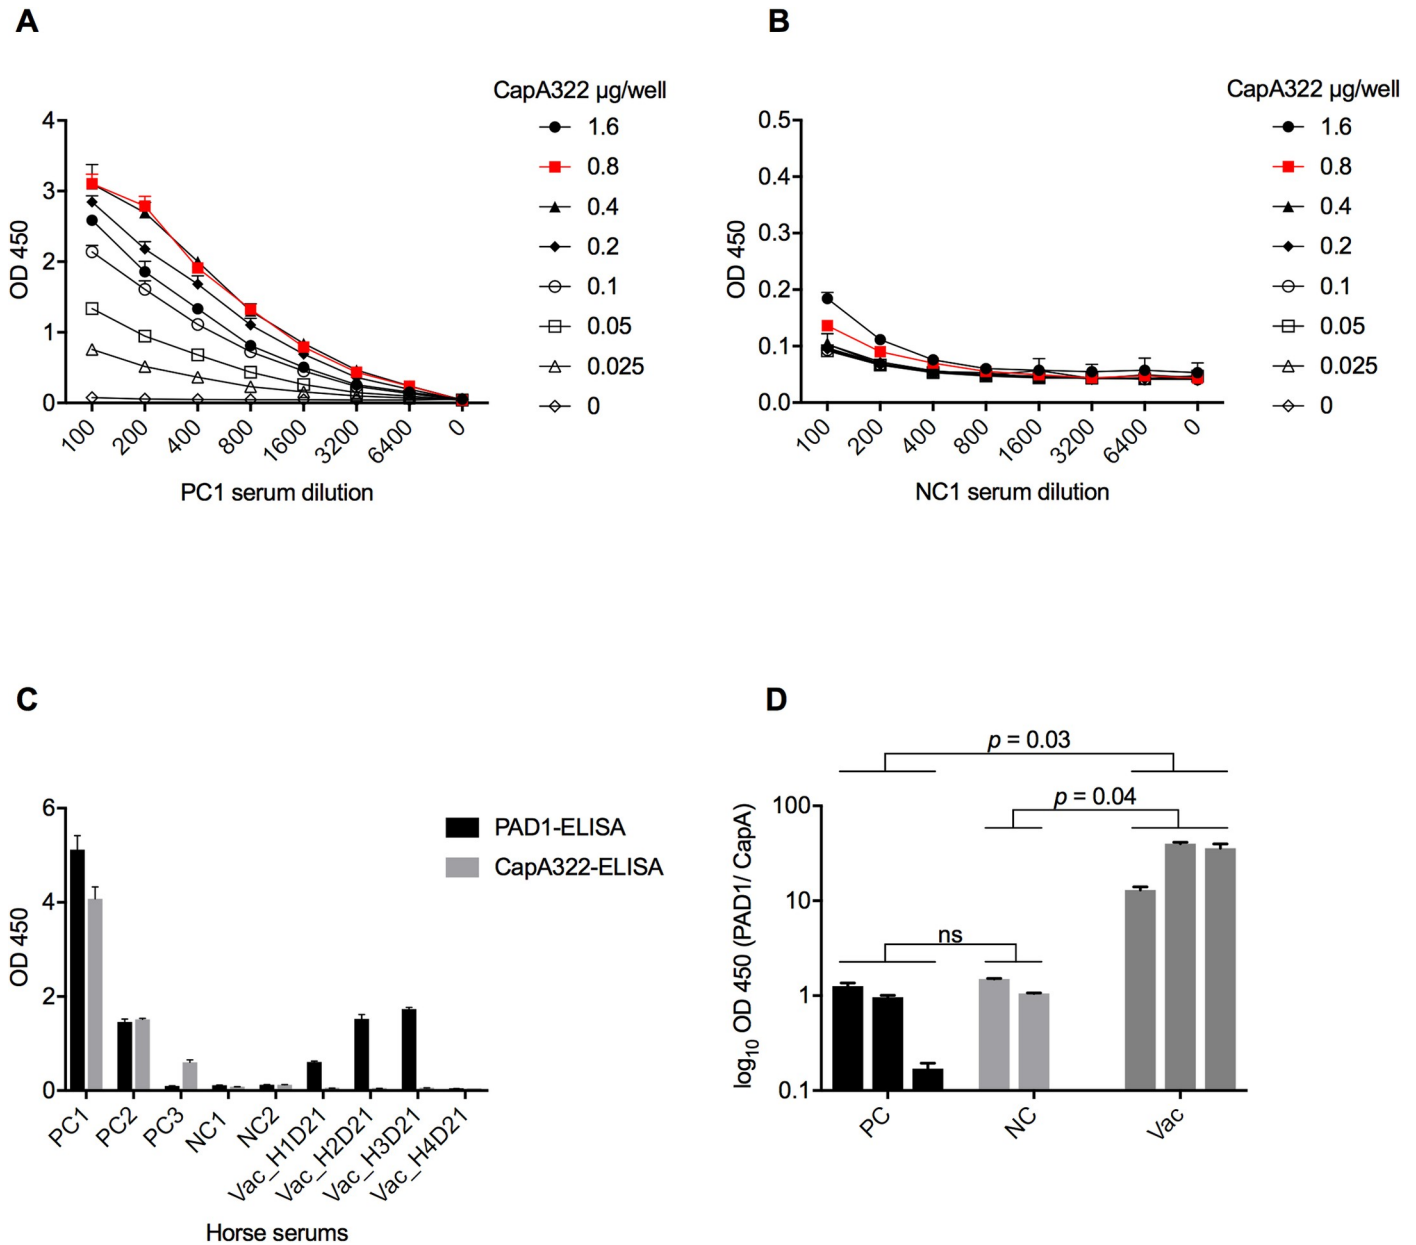 A
CapA322 µg/well
1.6
0.8
0.4
0.2
0.1
0.05
0.025
0
OD 450
4
3
2
1
0
100
200
400
800
1600
3200
6400
0
PC1 serum dilution
B
CapA322 µg/well
1.6
0.8
0.4
0.2
0.1
0.05
0.025
0
OD 450
0.5
0.4
0.3
0.2
0.1
0.0
100
200
400
800
1600
3200
6400
0
NC1 serum dilution
C
PAD1-ELISA
CapA322-ELISA
OD 450
6
4
2
0
PC1
PC2
PC3
NC1
NC2
Vac_H1D21
Vac_H2D21
Vac_H3D21
Vac_H4D21
Horse serums
D
p = 0.03
p = 0.04
ns
log10 OD 450 (PAD1/ CapA)
100
10
1
0.1
PC
NC
Vac